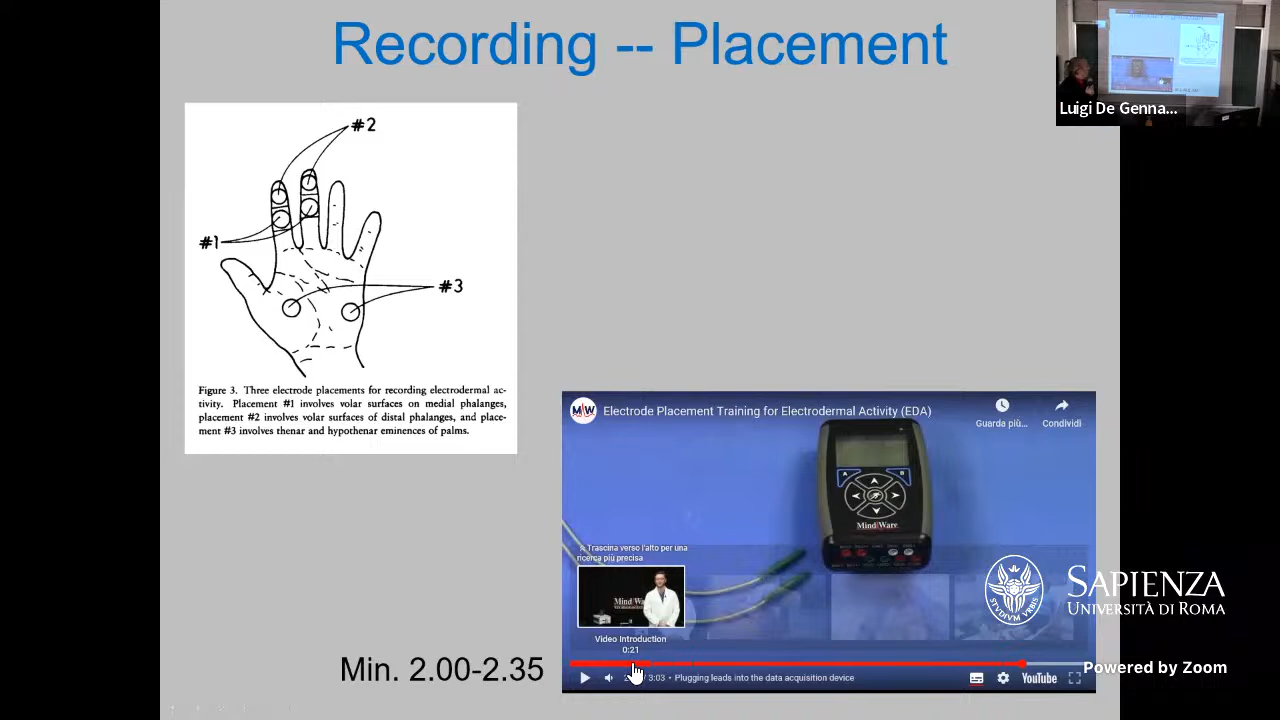 Recording -- Placement
Luigi De Genna...
#2
#1
#3
Figure 3. Three electrode placements for recording electrodermal ac-
tivity. Placement #1 involves volar surfaces on medial phalanges,
placement #2 involves volar surfaces of distal phalanges, and place-
ment #3 involves thenar and hypothenar eminences of palms.
MW
Electrode Placement Training for Electrodermal Activity (EDA)
Guarda più...
Condividi
A
B
MindWare
Trascina verso l'alto per una
ricerca più precisa
Video Introduction
0:21
/ 3:03 • Plugging leads into the data acquisition device
YouTube
Min. 2.00-2.35
STUDIUM URBIS
SAPIENZA
UNIVERSITÀ DI ROMA
Powered by Zoom